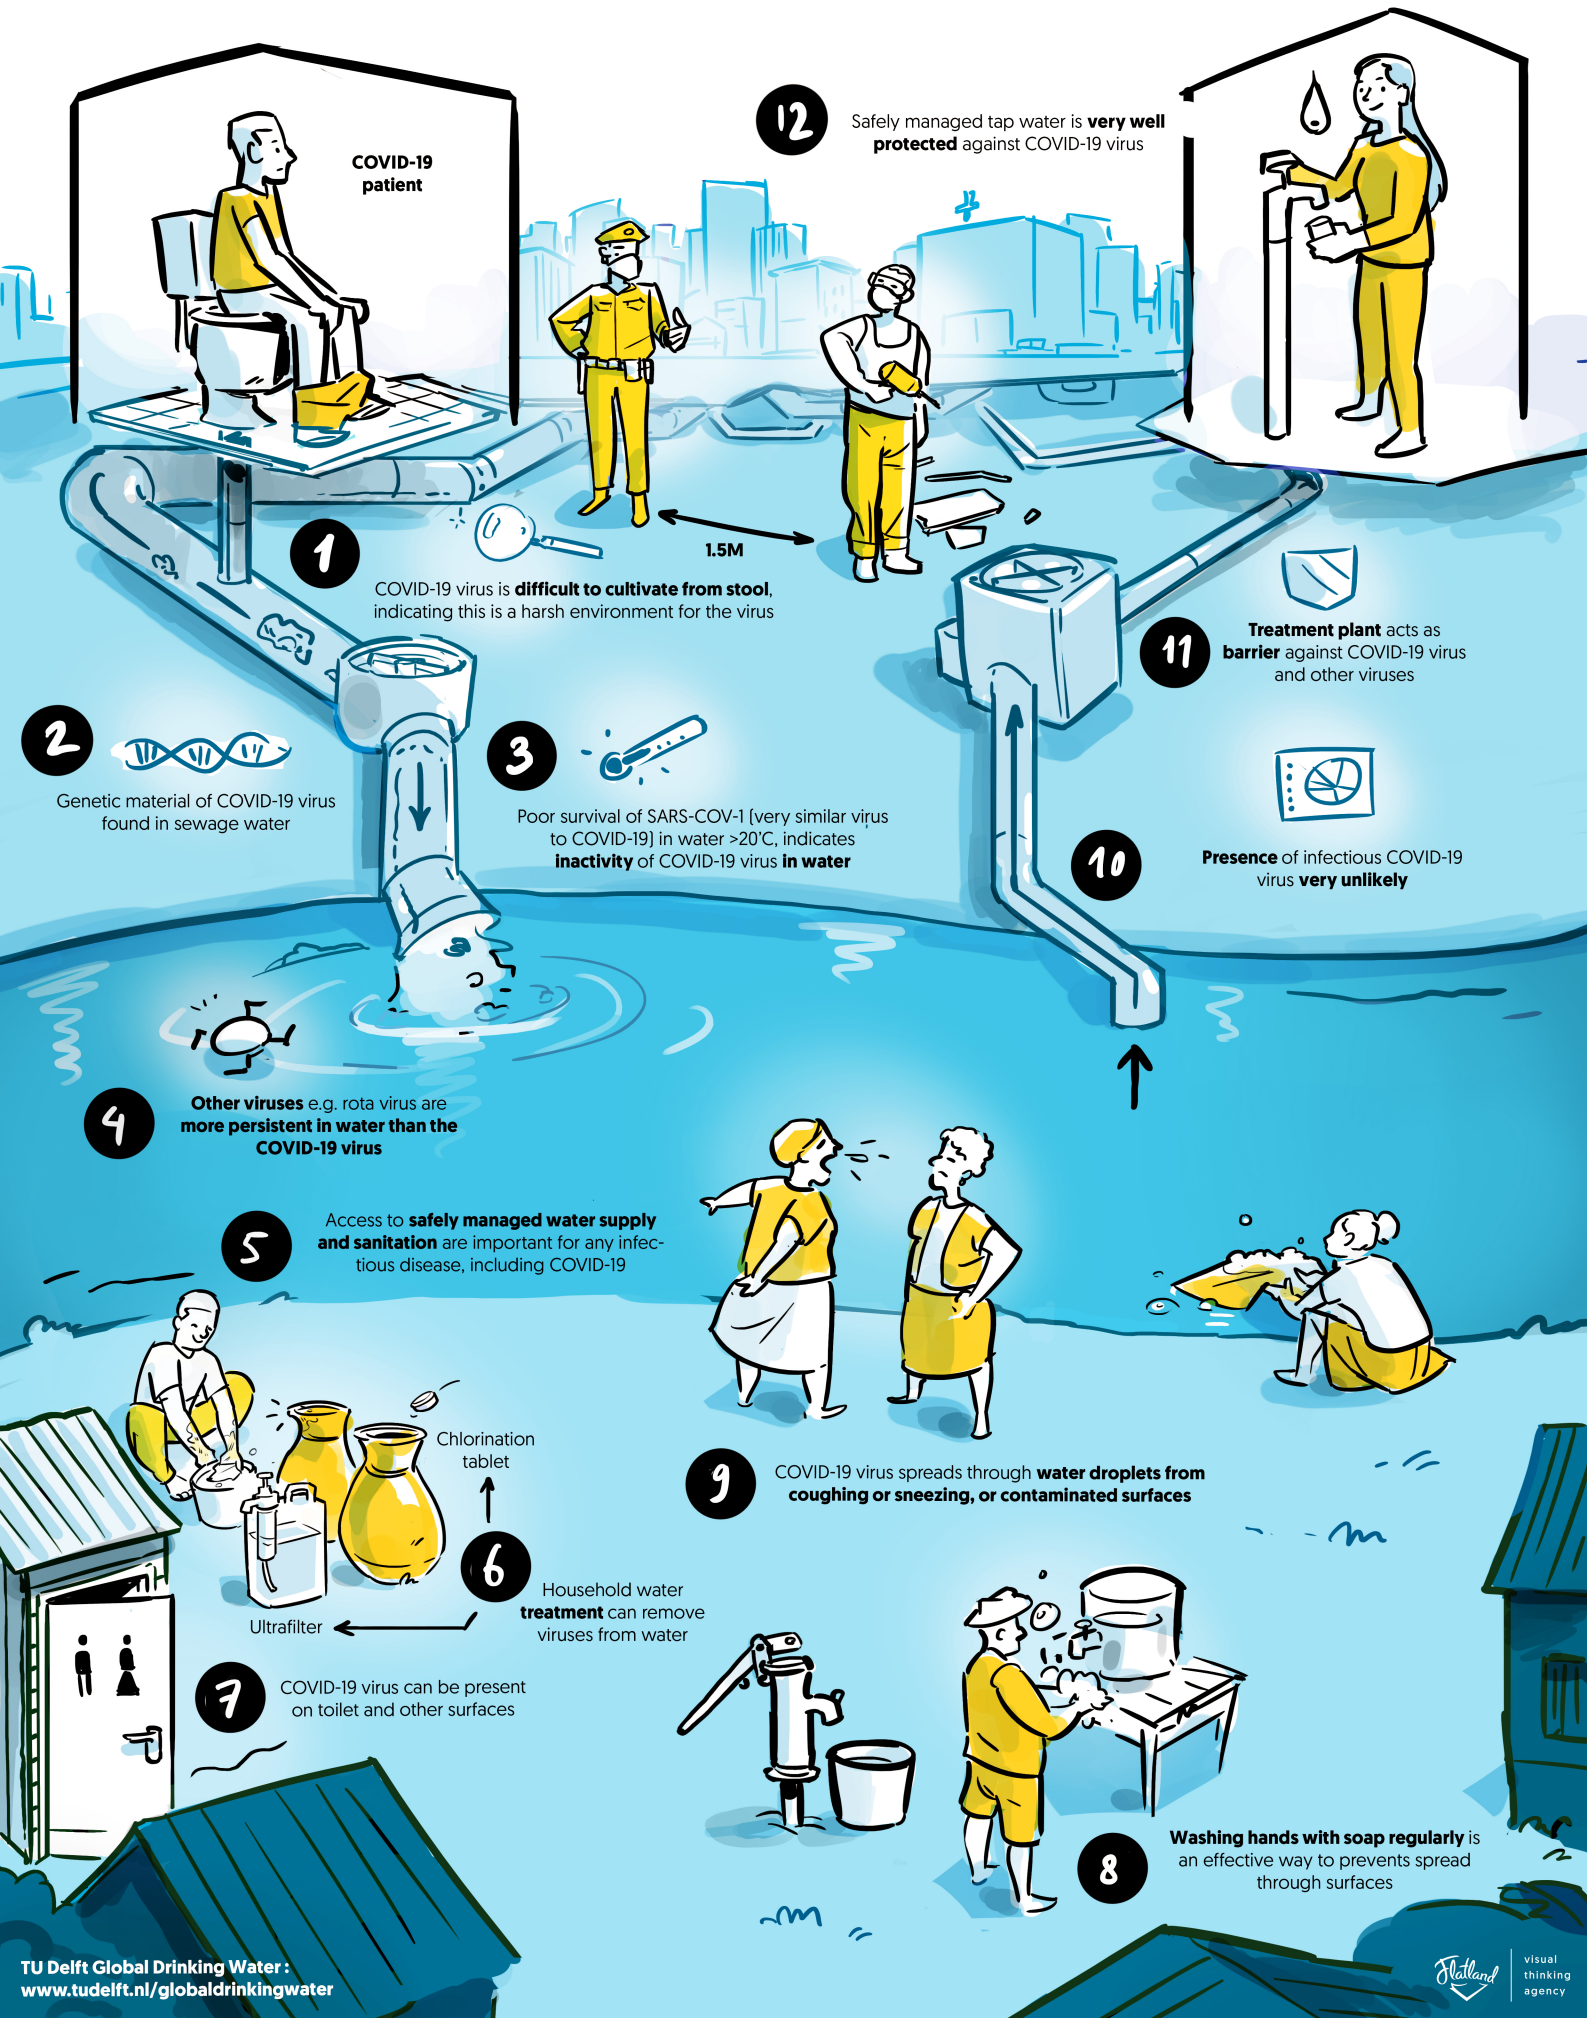 COVID-19
patient
12
Safely managed tap water is very well
protected against COVID-19 virus
1.5M
1
COVID-19 virus is difficult to cultivate from stool,
indicating this is a harsh environment for the virus
2
Genetic material of COVID-19 virus
found in sewage water
3
Poor survival of SARS-COV-1 (very similar virus
to COVID-19) in water >20'C, indicates
inactivity of COVID-19 virus in water
11
Treatment plant acts as
barrier against COVID-19 virus
and other viruses
10
Presence of infectious COVID-19
virus very unlikely
4
Other viruses e.g. rota virus are
more persistent in water than the
COVID-19 virus
5
Access to safely managed water supply
and sanitation are important for any infec-
tious disease, including COVID-19
Chlorination
tablet
6
Household water
treatment can remove
viruses from water
Ultrafilter
7
COVID-19 virus can be present
on toilet and other surfaces
9
COVID-19 virus spreads through water droplets from
coughing or sneezing, or contaminated surfaces
8
Washing hands with soap regularly is
an effective way to prevents spread
through surfaces
TU Delft Global Drinking Water :
www.tudelft.nl/globaldrinkingwater
Flatland
visual
thinking
agency